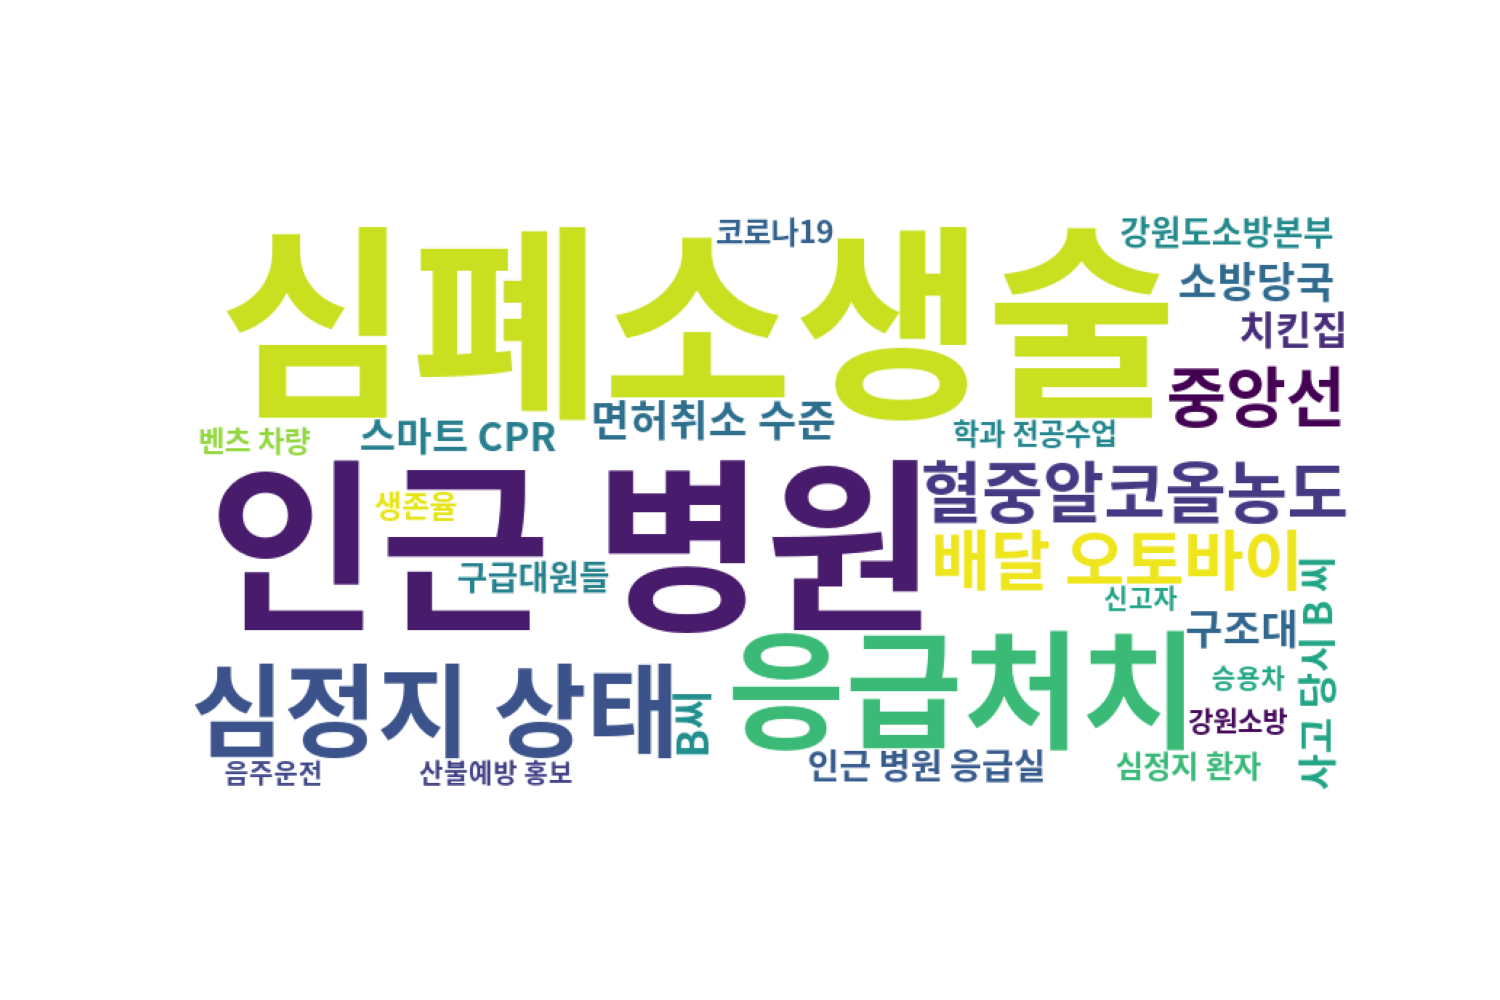 코로나19
강원도소방본부
심폐소생술
소방당국
치킨집
중앙선
면허취소 수준
벤츠 차량
스마트 CPR
학과 전공수업
인근 병원
혈중알코올농도
생존율
배달 오토바이
구급대원들
신고자
사고 당시 B씨
구조대
응급처치
심정지 상태
B씨
승용차
강원소방
인근 병원 응급실
심정지 환자
음주운전
산불예방 홍보